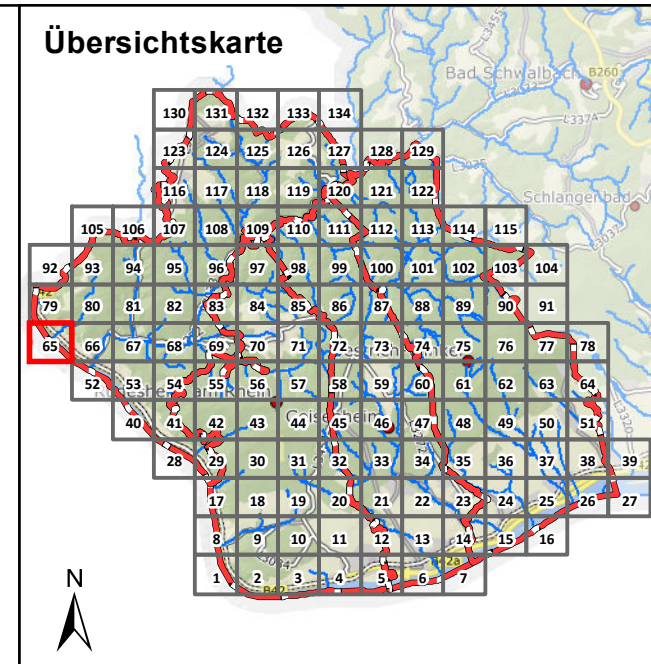 Übersichtskarte
L3455
Bad Schwalbach
B260
L3374
130 131 132 133 134
123 124 125 126 127 128 129
L3035
116 117 118 119 120 121 122
Schlangenbad
105 106 107 108 109 110 111 112 113 114 115
L3037
92 93 94 95 96 97 98 99 100 101 102 103 104
79 80 81 82 83 84 85 86 87 88 89 90 91
65 66 67 68 69 70 71 72 73 74 75 76 77 78
52 53 54 55 56 57 58 59 60 61 62 63 64
L3320
40 41 42 43 44 45 46 47 48 49 50 51
Geisenheim
28 29 30 31 32 33 34 35 36 37 38 39
17 18 19 20 21 22 23 24 25 26 27
8 9 10 11 12 13 14 15 16
L3034
B42a
N
1 2 3 4 5 6 7
B42